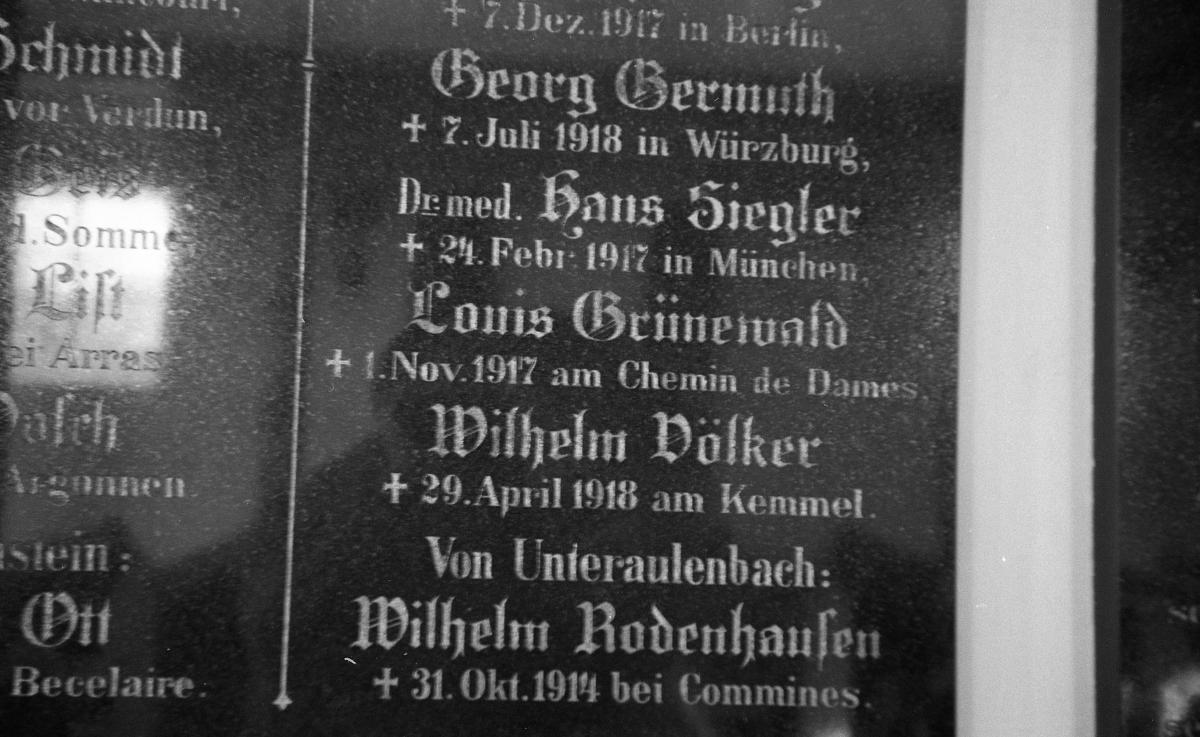 Schmidt
vor Verdun,
Geis
d. Somme
List
bei Arras
Argonnen
Ott
Becelaire.
† 7. Dez. 1917 in Berlin,
Georg Germuth
† 7. Juli 1918 in Würzburg,
Dr. med. Hans Siegler
† 24. Febr. 1917 in München,
Louis Grünewald
† 1. Nov. 1917 am Chemin de Dames,
Wilhelm Völker
† 29. April 1918 am Kemmel.
Von Unteraulenbach:
Wilhelm Rodenhausen
† 31. Okt. 1914 bei Commines.